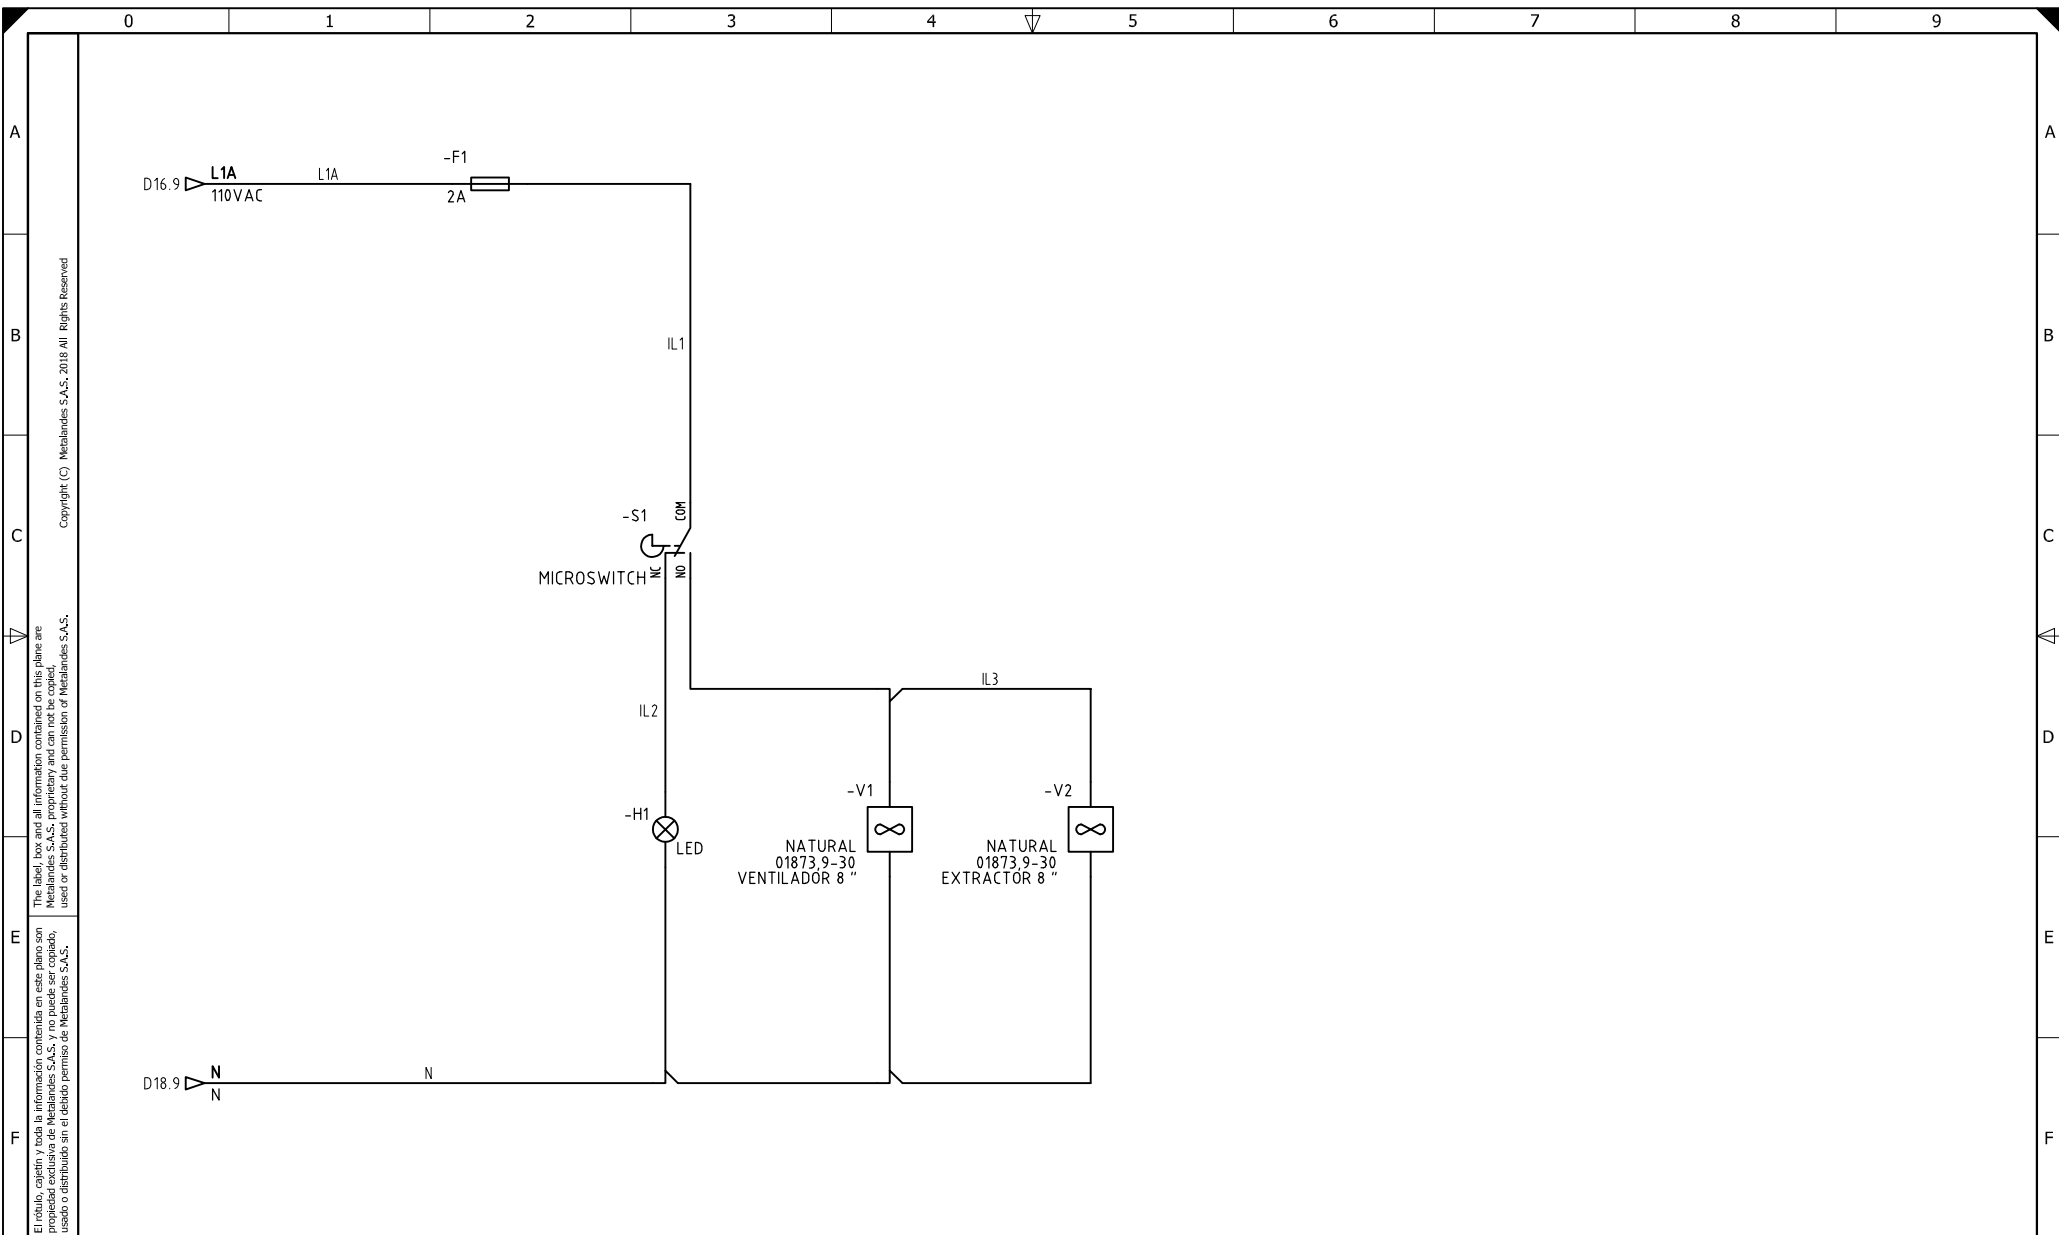 0 1 2 3 4 5 6 7 8 9
A A
-F1
D16.9 L1A L1A
110VAC 2A
B B
IL1
C C
-S1 COM
MICROSWITCH NC NO
IL3
IL2
D D
-V1 -V2
-H1
LED
NATURAL
01873,9-30
VENTILADOR 8 "
NATURAL
01873,9-30
EXTRACTOR 8 "
E E
D18.9 N N
N
F F
Copyright (C) Metalandes S.A.S. 2018 All Rights Reserved
The label, box and all information contained on this plane are
Metalandes S.A.S. proprietary and can not be copied,
used or distributed without due permission of Metalandes S.A.S.
El rótulo, cajetín y toda la información contenida en este plano son
propiedad exclusiva de Metalandes S.A.S. y no puede ser copiado,
usado o distribuido sin el debido permiso de Metalandes S.A.S.